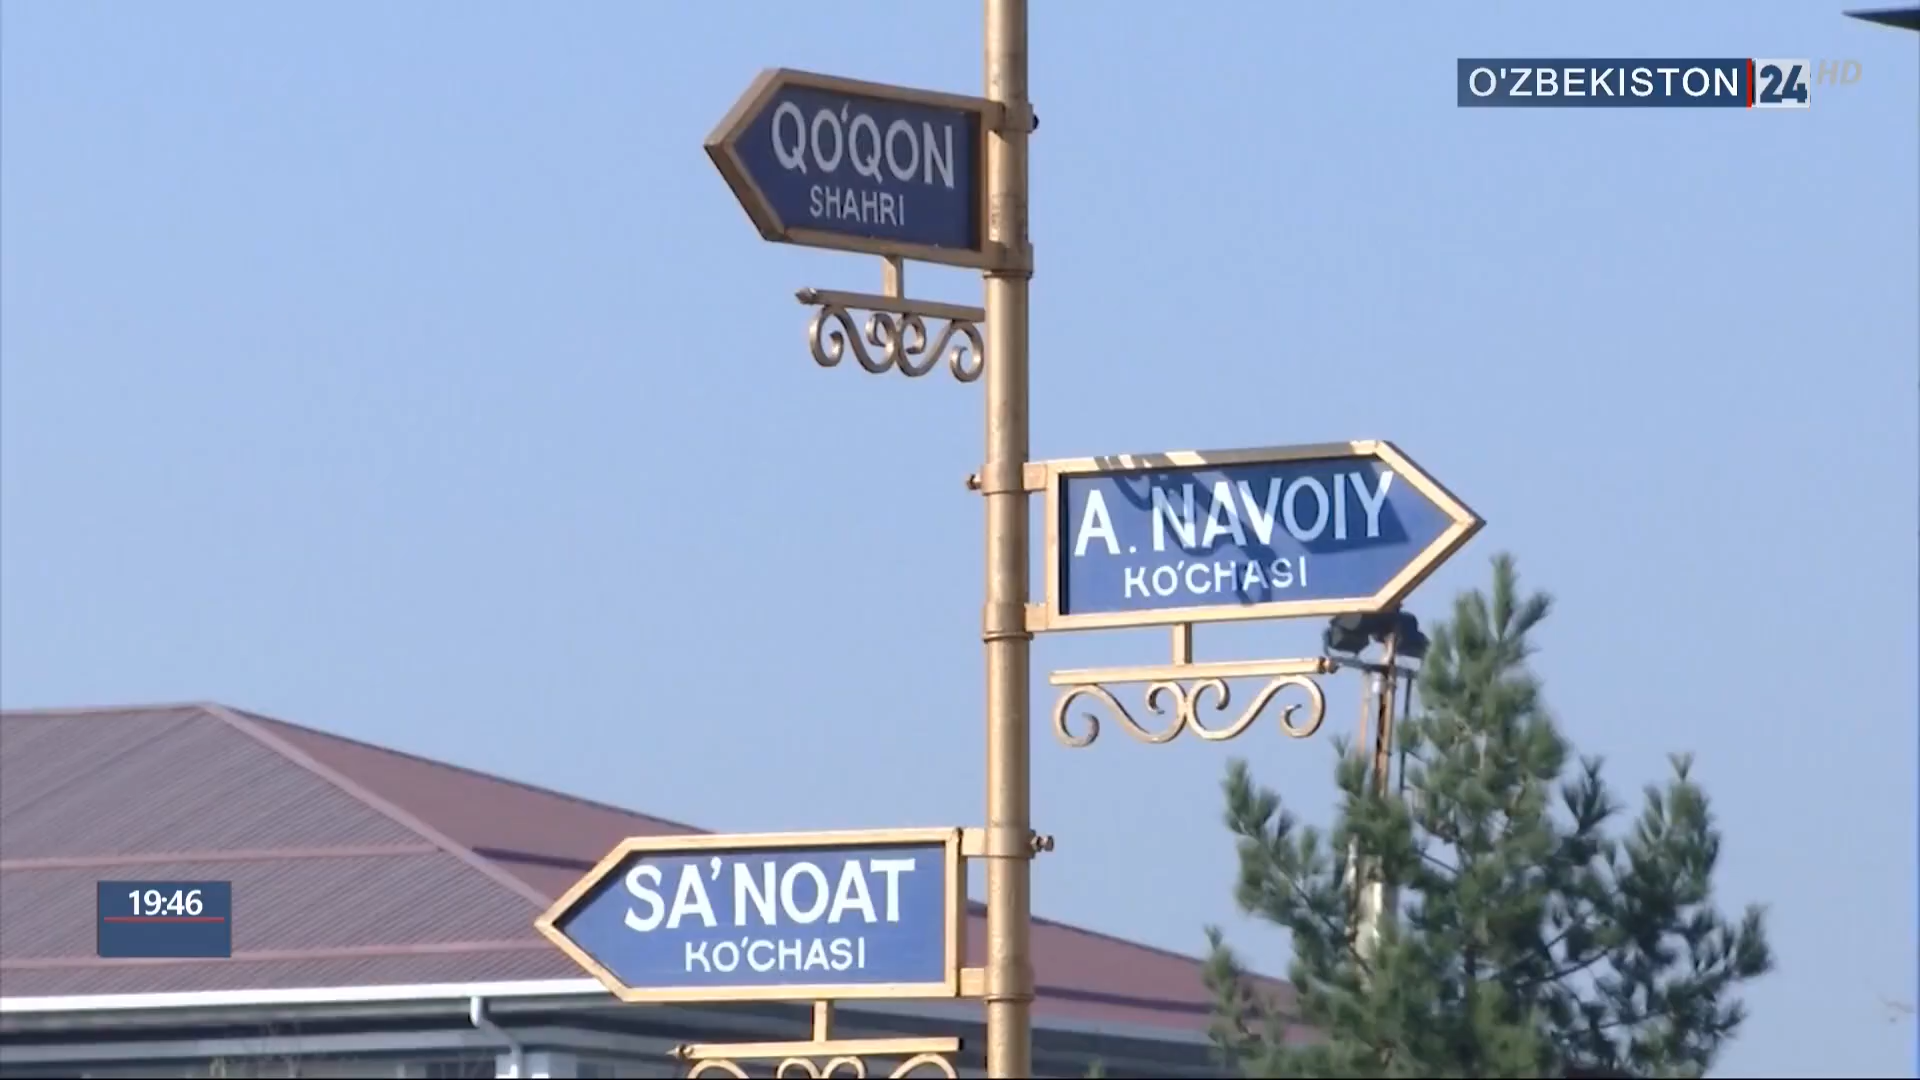 O'ZBEKISTON 24 HD
QO'QON
SHAHRI
A. NAVOIY
KO'CHASI
SA'NOAT
KO'CHASI
19:46